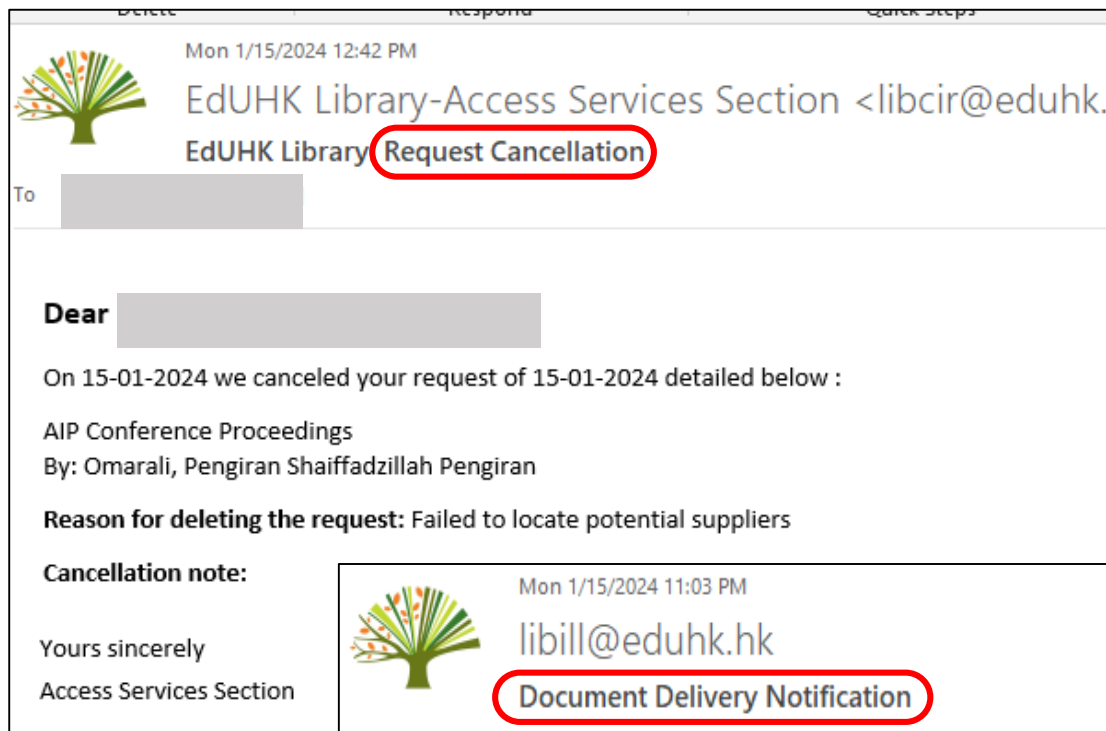 Delete Respond Quick Steps
Mon 1/15/2024 12:42 PM
EdUHK Library-Access Services Section <libcir@eduhk.
EdUHK Library Request Cancellation
To
Dear
On 15-01-2024 we canceled your request of 15-01-2024 detailed below :
AIP Conference Proceedings
By: Omarali, Pengiran Shaiffadzillah Pengiran
Reason for deleting the request: Failed to locate potential suppliers
Cancellation note:
Yours sincerely
Access Services Section
Mon 1/15/2024 11:03 PM
libill@eduhk.hk
Document Delivery Notification